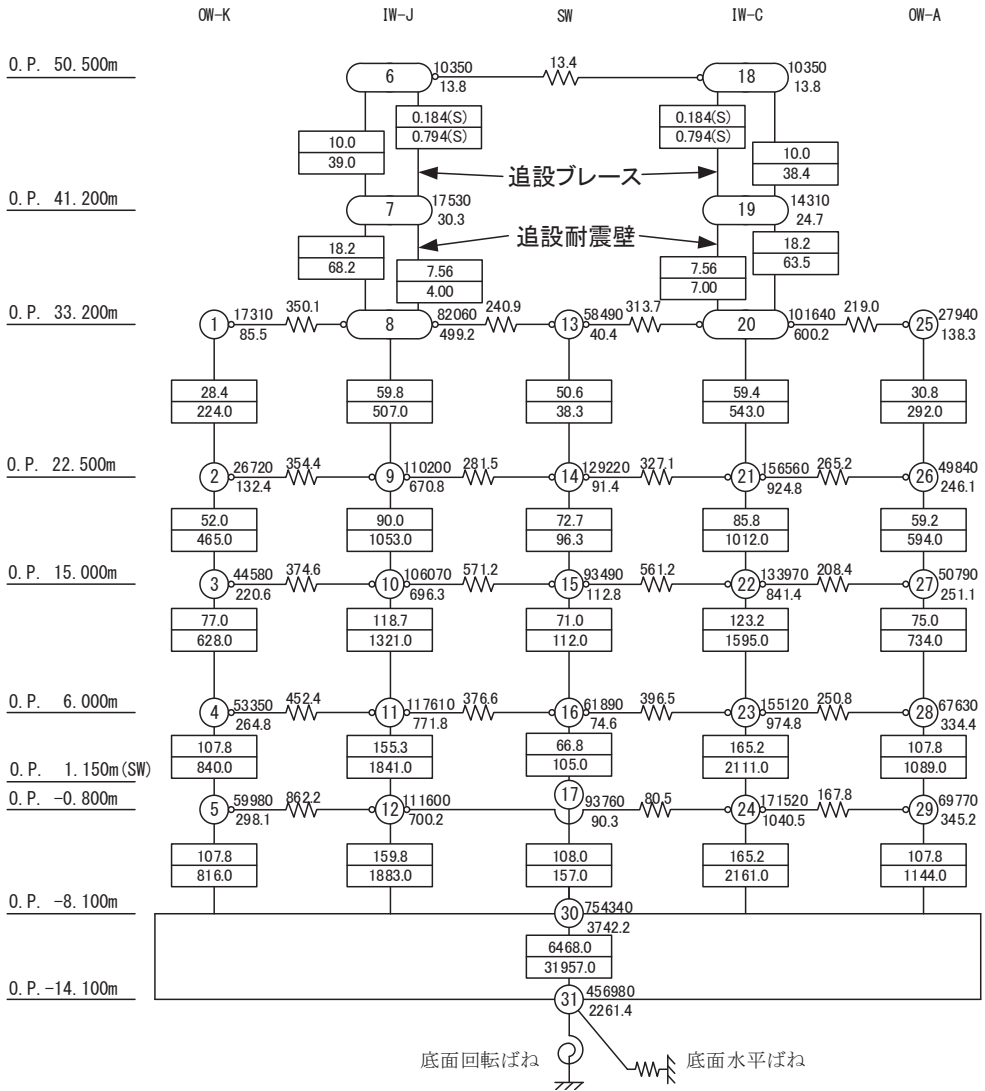 OW-K IW-J SW IW-C OW-A
O.P. 50.500m 6 10350 13.4 18 10350
13.8 13.8
0.184(S) 0.184(S)
0.794(S) 0.794(S)
10.0 10.0
39.0 38.4
追設ブレース
O.P. 41.200m 7 17530 19 14310
30.3 24.7
追設耐震壁
18.2 18.2
68.2 63.5
7.56 7.56
4.00 7.00
O.P. 33.200m 1 17310 350.1 8 82060 240.9 13 58490 313.7 20 101640 219.0 25 27940
85.5 499.2 40.4 600.2 138.3
28.4 59.8 50.6 59.4 30.8
224.0 507.0 38.3 543.0 292.0
O.P. 22.500m 2 26720 354.4 9 110200 281.5 14 129220 327.1 21 156560 265.2 26 49840
132.4 670.8 91.4 924.8 246.1
52.0 90.0 72.7 85.8 59.2
465.0 1053.0 96.3 1012.0 594.0
O.P. 15.000m 3 44580 374.6 10 106070 571.2 15 93490 561.2 22 133970 208.4 27 50790
220.6 696.3 112.8 841.4 251.1
77.0 118.7 71.0 123.2 75.0
628.0 1321.0 112.0 1595.0 734.0
O.P. 6.000m 4 53350 452.4 11 117610 376.6 16 61890 396.5 23 155120 250.8 28 67630
264.8 771.8 74.6 974.8 334.4
107.8 155.3 66.8 165.2 107.8
840.0 1841.0 105.0 2111.0 1089.0
O.P. 1.150m(SW)
O.P. -0.800m 5 59980 862.2 12 111600 17 93760 80.5 24 171520 167.8 29 69770
298.1 700.2 90.3 1040.5 345.2
107.8 159.8 108.0 165.2 107.8
816.0 1883.0 157.0 2161.0 1144.0
O.P. -8.100m 30 754340
3742.2
6468.0
31957.0
O.P.-14.100m 31 456980
2261.4
底面回転ばね 底面水平ばね